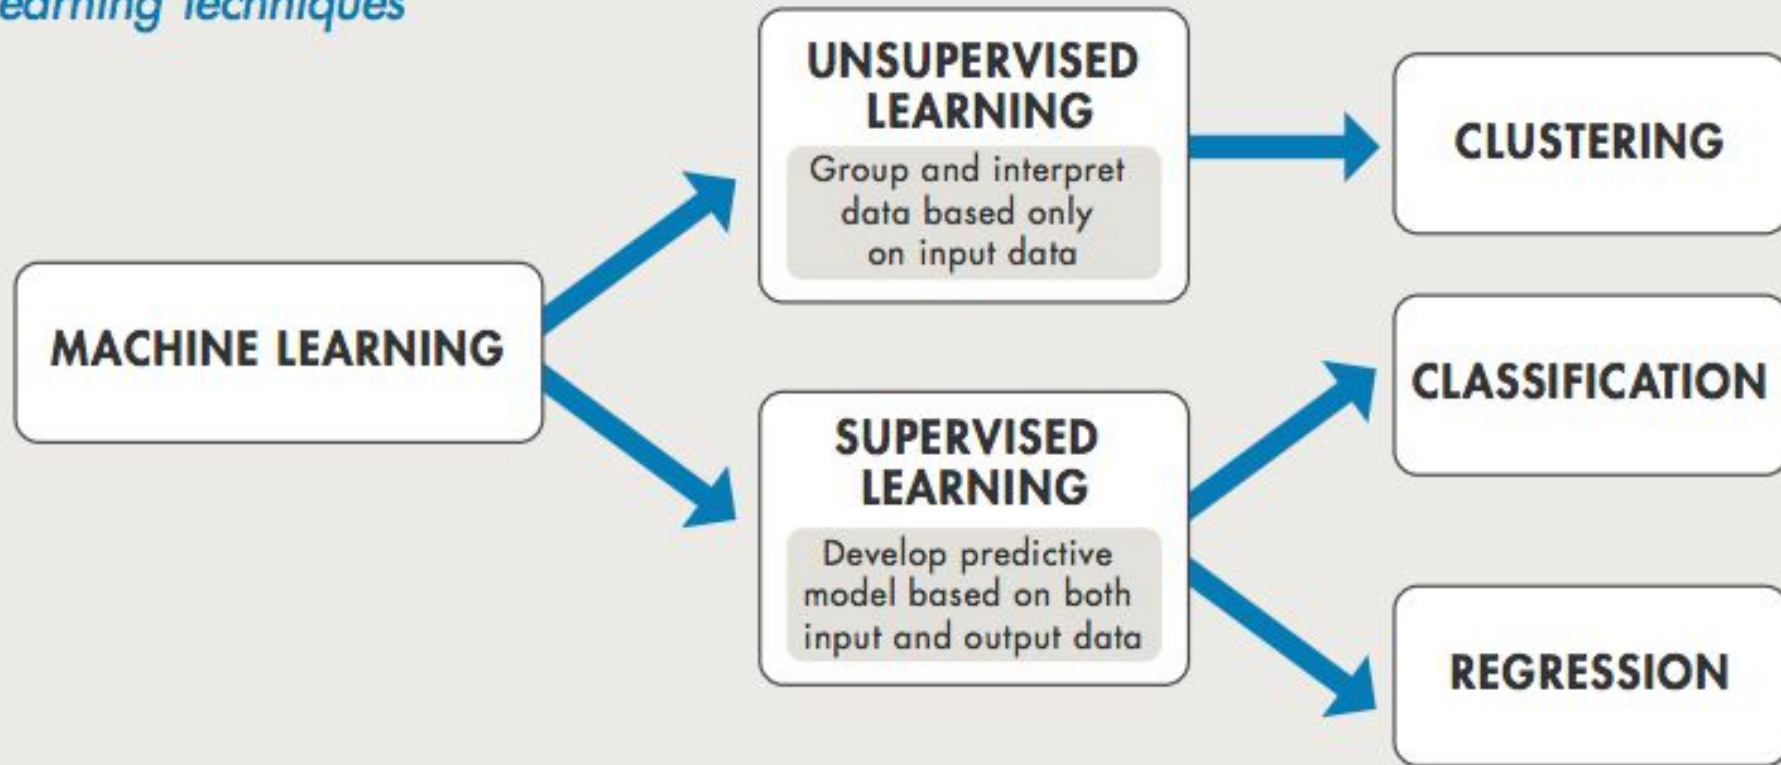 Techniques
UNSUPERVISED
LEARNING
Group and interpret
data based only
on input data
CLUSTERING
MACHINE LEARNING
CLASSIFICATION
SUPERVISED
LEARNING
Develop predictive
model based on both
input and output data
REGRESSION